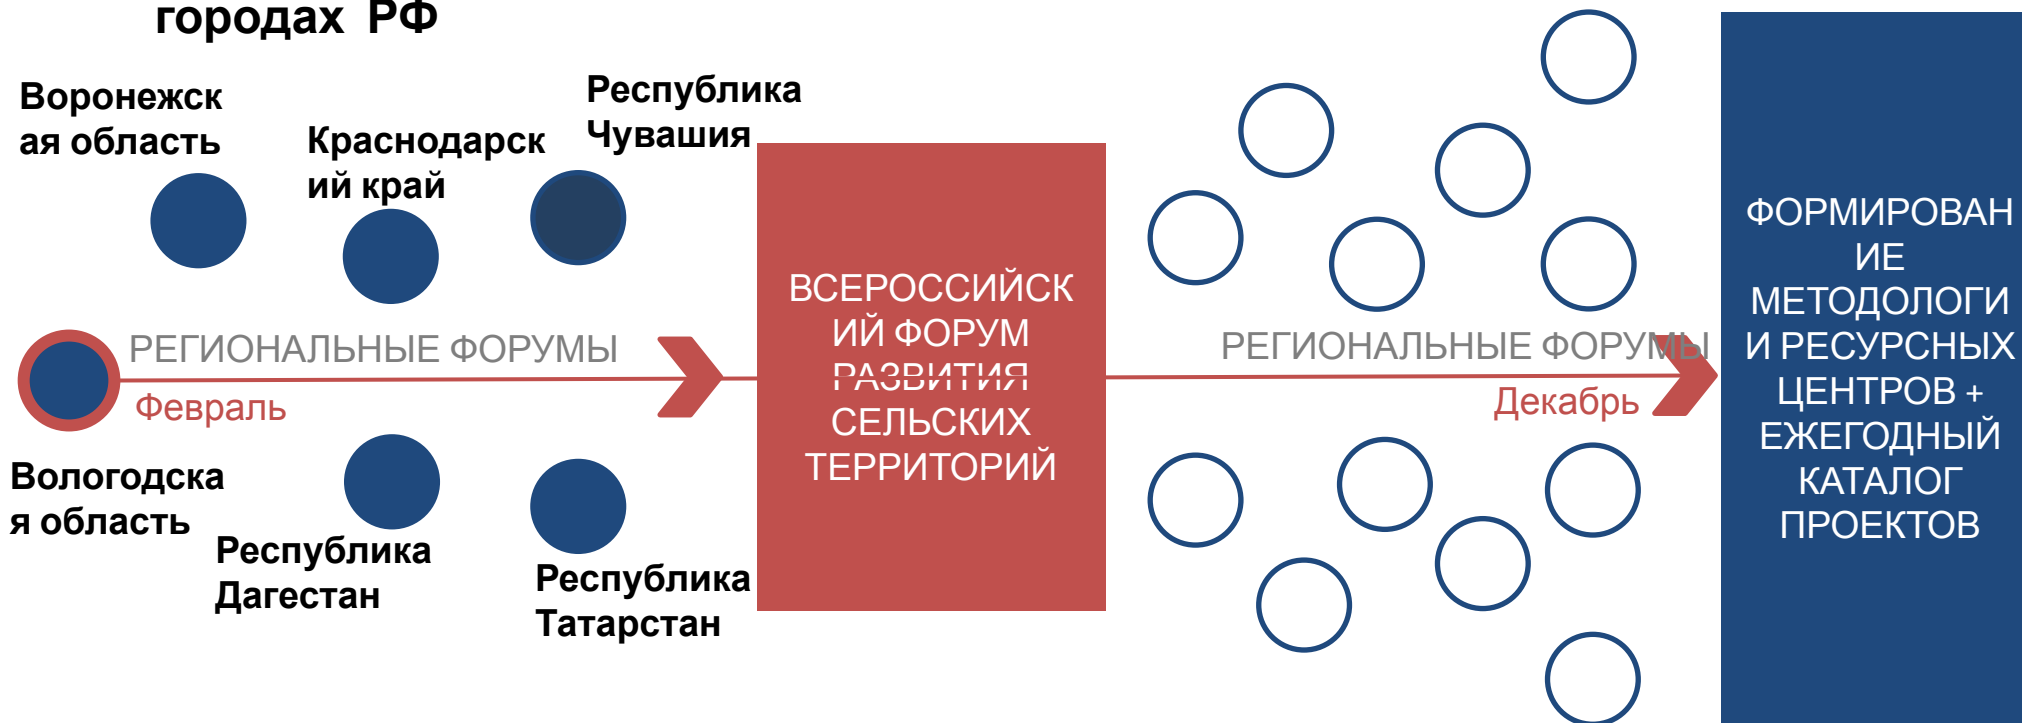 городах РФ
Воронежск
ая область
Краснодарск
ий край
Республика
Чувашия
РЕГИОНАЛЬНЫЕ ФОРУМЫ
Февраль
Вологодска
я область
Республика
Дагестан
Республика
Татарстан
ВСЕРОССИЙСК
ИЙ ФОРУМ
РАЗВИТИЯ
СЕЛЬСКИХ
ТЕРРИТОРИЙ
РЕГИОНАЛЬНЫЕ ФОРУМЫ
Декабрь
ФОРМИРОВАН
ИЕ
МЕТОДОЛОГИ
И РЕСУРСНЫХ
ЦЕНТРОВ +
ЕЖЕГОДНЫЙ
КАТАЛОГ
ПРОЕКТОВ